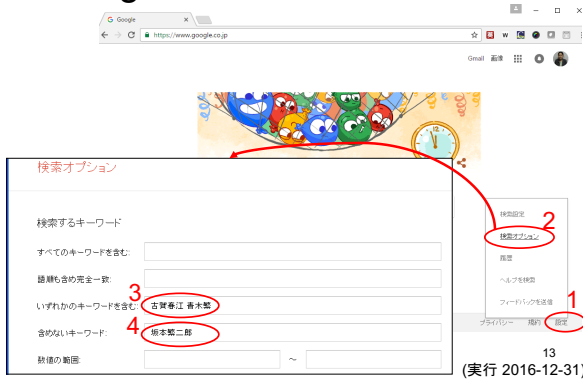 Google
https://www.google.co.jp
Gmail 画像
12
検索オプション
検索するキーワード
すべてのキーワードを含む:
語順も含め完全一致:
いずれかのキーワードを含む: 3 古賀春江 青木繁
含めないキーワード: 4 坂本繁二郎
数値の範囲: ～
検索設定
2
検索オプション
履歴
ヘルプを検索
フィードバックを送信
1
プライバシー 規約 設定
13
(実行 2016-12-31)